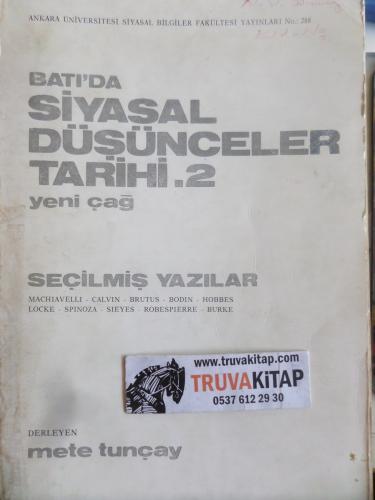 ANKARA ÜNİVERSİTESİ SİYASAL BİLGİLER FAKÜLTESİ YAYINLARI No.: 288
BATI'DA
SİYASAL
DÜŞÜNCELER
TARİHİ.2
yeni çağ
SEÇİLMİŞ YAZILAR
MACHIAVELLI - CALVIN - BRUTUS - BODIN - HOBBES
LOCKE - SPINOZA - SIEYES - ROBESPIERRE - BURKE
www.truvakitap.com
TRUVAKİTAP
0537 612 29 30
DERLEYEN
mete tunçay